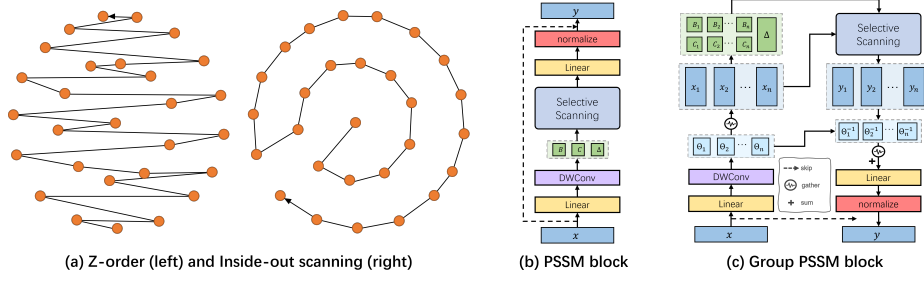 y
normalize
Linear
Selective
Scanning
B C Δ
DWConv
Linear
x
B₁ B₂ ··· Bₙ
C₁ C₂ ··· Cₙ
Δ
Selective
Scanning
x₁ x₂ ··· xₙ
y₁ y₂ ··· yₙ
Θ₁ Θ₂ ··· Θₙ
Θ₁⁻¹ Θ₂⁻¹ ··· Θₙ⁻¹
skip
gather
+ sum
+
DWConv
Linear
x
Linear
normalize
y
(a) Z-order (left) and Inside-out scanning (right)
(b) PSSM block
(c) Group PSSM block